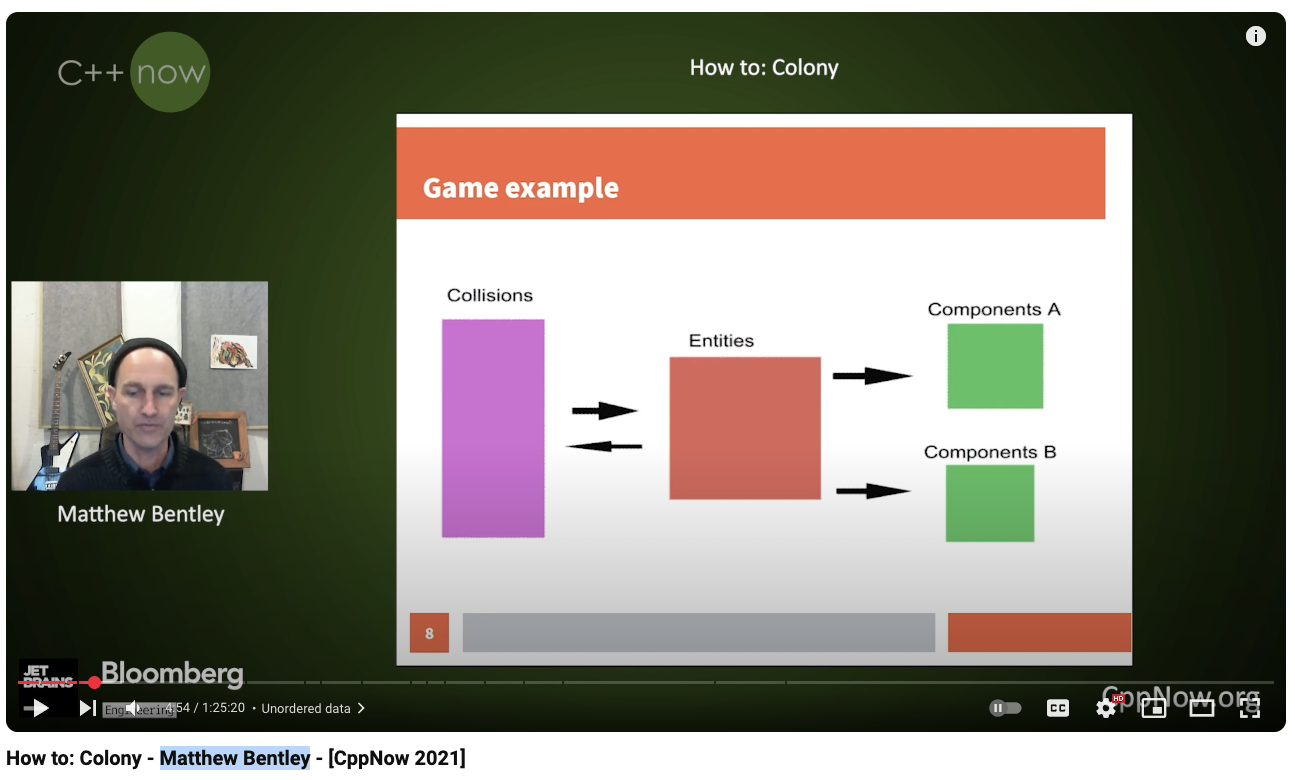 C++ now
How to: Colony
Game example
Collisions
Entities
Components A
Components B
Matthew Bentley
8
JET
BRAINS
Bloomberg
Engineering
4:54 / 1:25:20 • Unordered data
CC
HD
CppNow.org
How to: Colony - Matthew Bentley - [CppNow 2021]